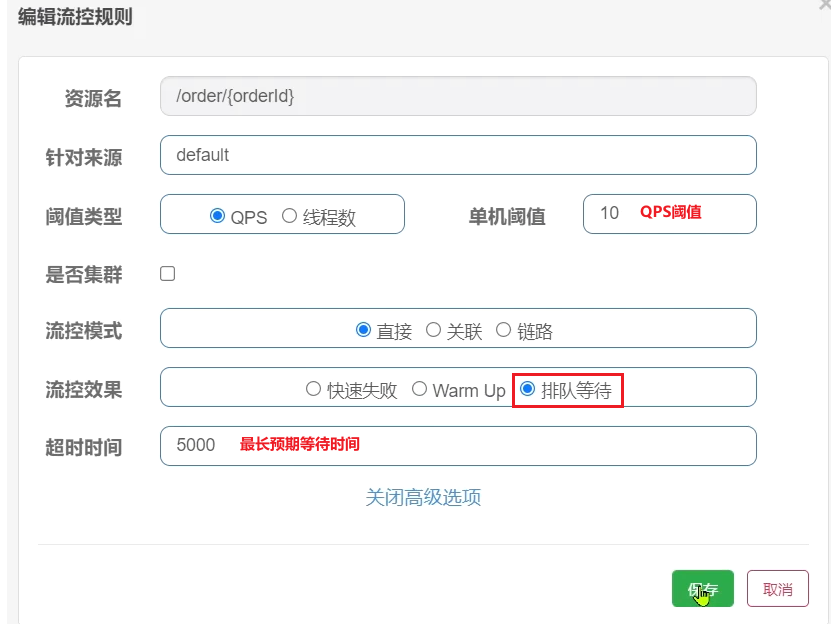 编辑流控规则
资源名 /order/{orderId}
针对来源 default
阈值类型 QPS 线程数 单机阈值 10 QPS阈值
是否集群
流控模式 直接 关联 链路
流控效果 快速失败 Warm Up 排队等待
超时时间 5000 最长预期等待时间
关闭高级选项
保存 取消